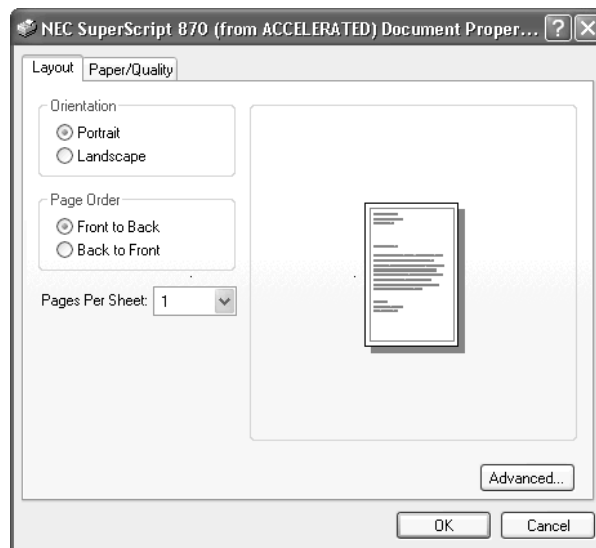 NEC SuperScript 870 (from ACCELERATED) Document Proper...
Layout Paper/Quality
Orientation
Portrait
Landscape
Page Order
Front to Back
Back to Front
Pages Per Sheet: 1
Advanced...
OK Cancel